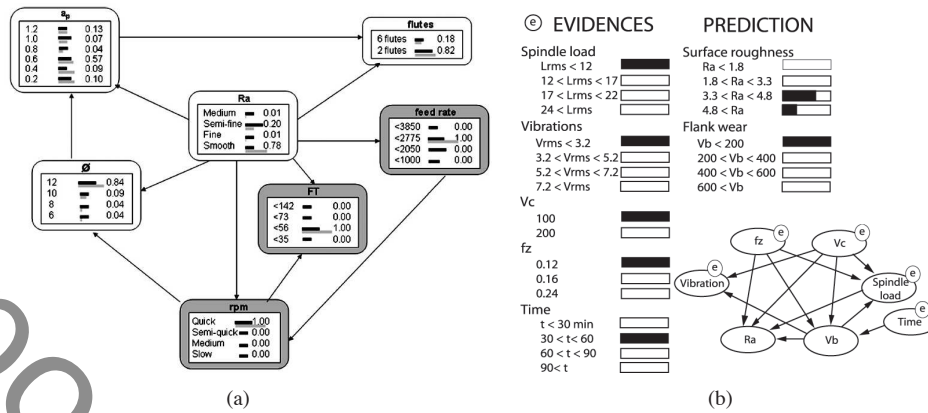 a_p
1.2 0.13
1.0 0.07
0.8 0.04
0.6 0.57
0.4 0.09
0.2 0.10
flutes
6 flutes 0.18
2 flutes 0.82
Ra
Medium 0.01
Semi-fine 0.20
Fine 0.01
Smooth 0.78
feed rate
<3850 0.00
<2775 1.00
<2050 0.00
<1000 0.00
Ø
12 0.84
10 0.09
8 0.04
6 0.04
FT
<142 0.00
<73 0.00
<56 1.00
<35 0.00
rpm
Quick 1.00
Semi-quick 0.00
Medium 0.00
Slow 0.00
(a)
e EVIDENCES
Spindle load
Lrms < 12
12 < Lrms < 17
17 < Lrms < 22
24 < Lrms
Vibrations
Vrms < 3.2
3.2 < Vrms < 5.2
5.2 < Vrms < 7.2
7.2 < Vrms
Vc
100
200
fz
0.12
0.16
0.24
Time
t < 30 min
30 < t< 60
60 < t < 90
90< t
PREDICTION
Surface roughness
Ra < 1.8
1.8 < Ra < 3.3
3.3 < Ra < 4.8
4.8 < Ra
Flank wear
Vb < 200
200 < Vb < 400
400 < Vb < 600
600 < Vb
fz e
Vc e
Vibration e
Spindle load e
Time e
Ra
Vb
(b)